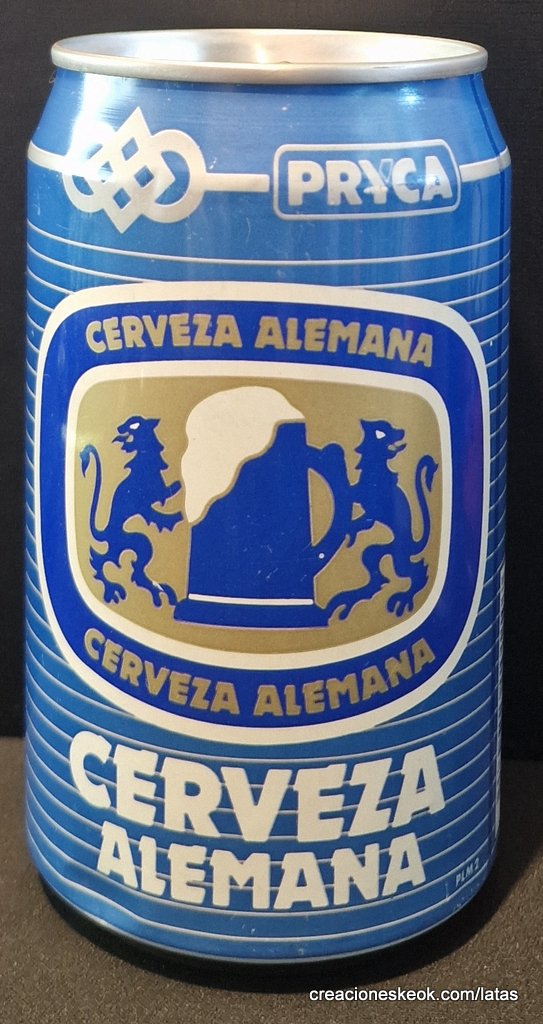 PRYCA
CERVEZA ALEMANA
CERVEZA ALEMANA
CERVEZA
ALEMANA
PLM 2
creacioneskeok.com/latas